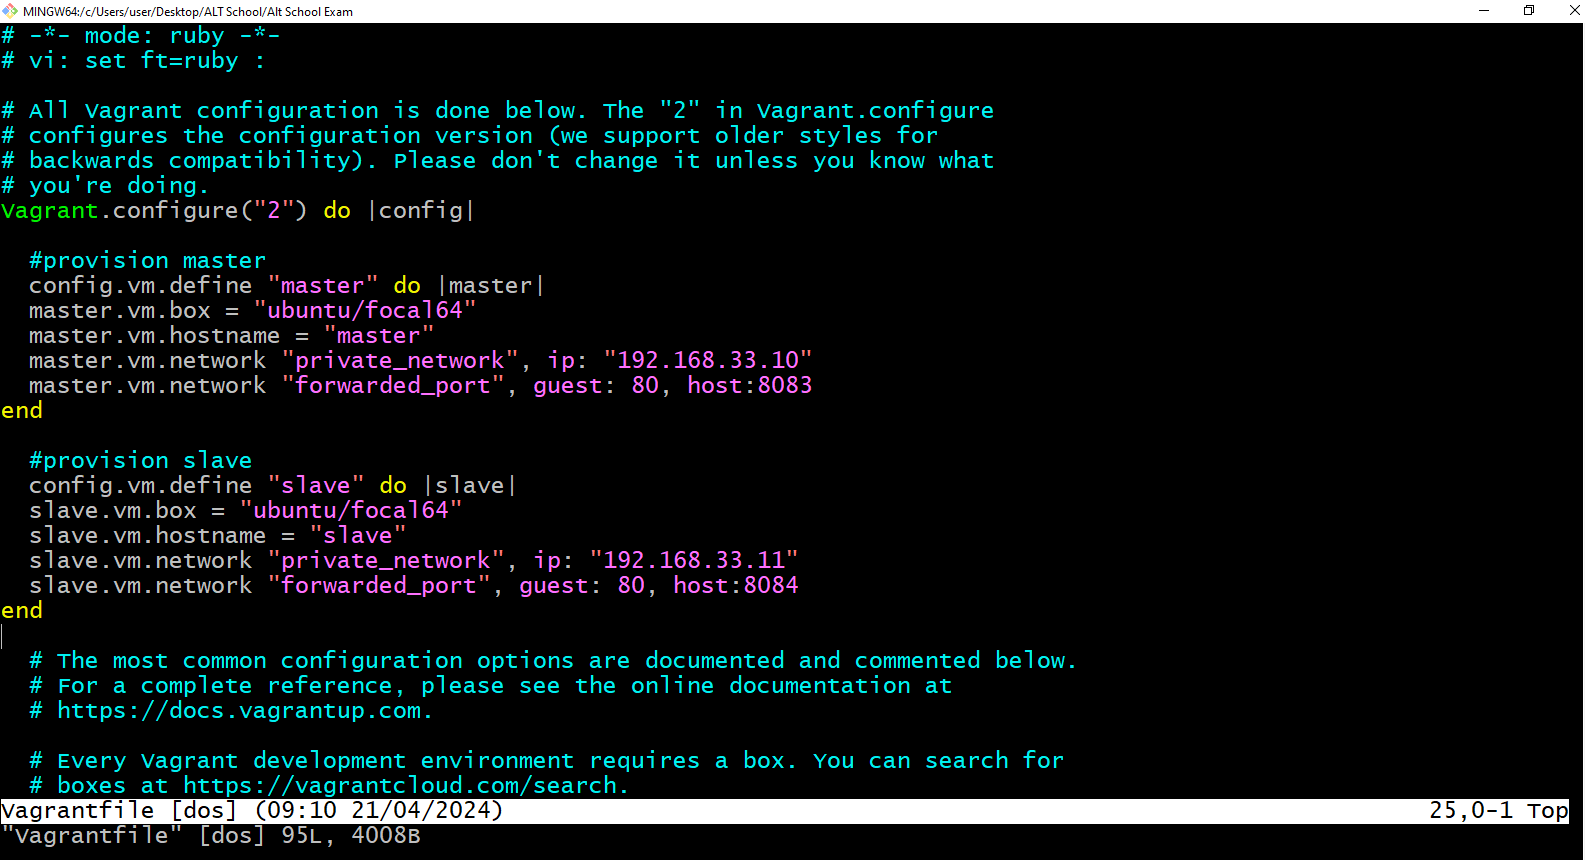 MINGW64:/c/Users/user/Desktop/ALT School/Alt School Exam
# -*- mode: ruby -*-
# vi: set ft=ruby :
# All Vagrant configuration is done below. The "2" in Vagrant.configure
# configures the configuration version (we support older styles for
# backwards compatibility). Please don't change it unless you know what
# you're doing.
Vagrant.configure("2") do |config|
  #provision master
  config.vm.define "master" do |master|
  master.vm.box = "ubuntu/focal64"
  master.vm.hostname = "master"
  master.vm.network "private_network", ip: "192.168.33.10"
  master.vm.network "forwarded_port", guest: 80, host:8083
end
  #provision slave
  config.vm.define "slave" do |slave|
  slave.vm.box = "ubuntu/focal64"
  slave.vm.hostname = "slave"
  slave.vm.network "private_network", ip: "192.168.33.11"
  slave.vm.network "forwarded_port", guest: 80, host:8084
end
  # The most common configuration options are documented and commented below.
  # For a complete reference, please see the online documentation at
  # https://docs.vagrantup.com.
  # Every Vagrant development environment requires a box. You can search for
  # boxes at https://vagrantcloud.com/search.
Vagrantfile [dos] (09:10 21/04/2024) 25,0-1 Top
"Vagrantfile" [dos] 95L, 4008B